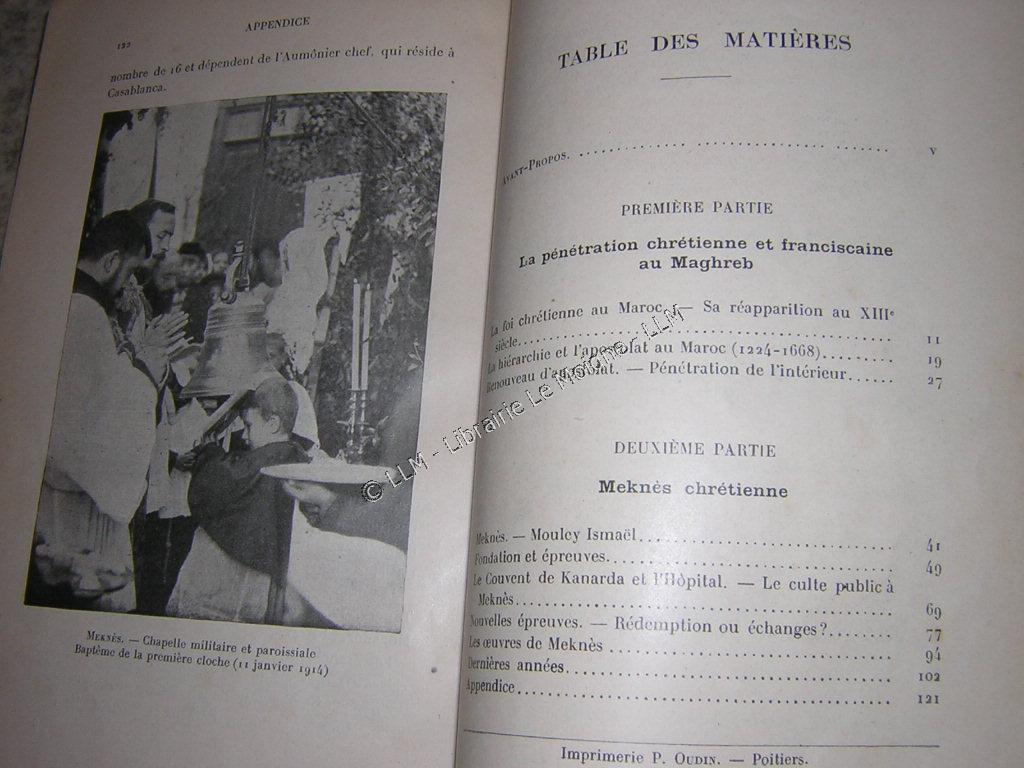 122
APPENDICE
nombre de 16 et dépendent de l'Aumônier chef, qui réside à
Casablanca.
MEKNÈS. — Chapelle militaire et paroissiale
Baptême de la première cloche (11 janvier 1914)
TABLE DES MATIÈRES
AVANT-PROPOS. .......... v
PREMIÈRE PARTIE
La pénétration chrétienne et franciscaine
au Maghreb
La foi chrétienne au Maroc. — Sa réapparition au XIIIe
siècle.......... 11
La hiérarchie et l'apostolat au Maroc (1224-1668).......... 19
Renouveau d'apostolat. — Pénétration de l'intérieur...... 27
DEUXIÈME PARTIE
Meknès chrétienne
Meknès. — Mouley Ismaël.......... 41
Fondation et épreuves.......... 49
Le Couvent de Kanarda et l'Hôpital. — Le culte public à
Meknès.......... 69
Nouvelles épreuves. — Rédemption ou échanges?........ 77
Les œuvres de Meknès .......... 94
Dernières années.......... 102
Appendice.......... 121
Imprimerie P. OUDIN. — Poitiers.
© LLM - Librairie Le Moigner - LLM